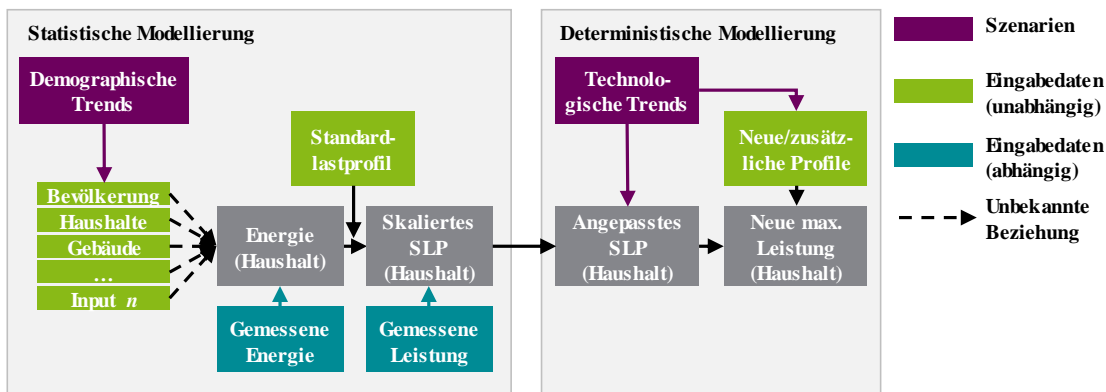 Statistische Modellierung
Demographische
Trends
Standard-
lastprofil
Bevölkerung
Haushalte
Gebäude
...
Input n
Energie
(Haushalt)
Skaliertes
SLP
(Haushalt)
Gemessene
Energie
Gemessene
Leistung
Deterministische Modellierung
Technolo-
gische Trends
Neue/zusätz-
liche Profile
Angepasstes
SLP
(Haushalt)
Neue max.
Leistung
(Haushalt)
Szenarien
Eingabedaten
(unabhängig)
Eingabedaten
(abhängig)
Unbekannte
Beziehung